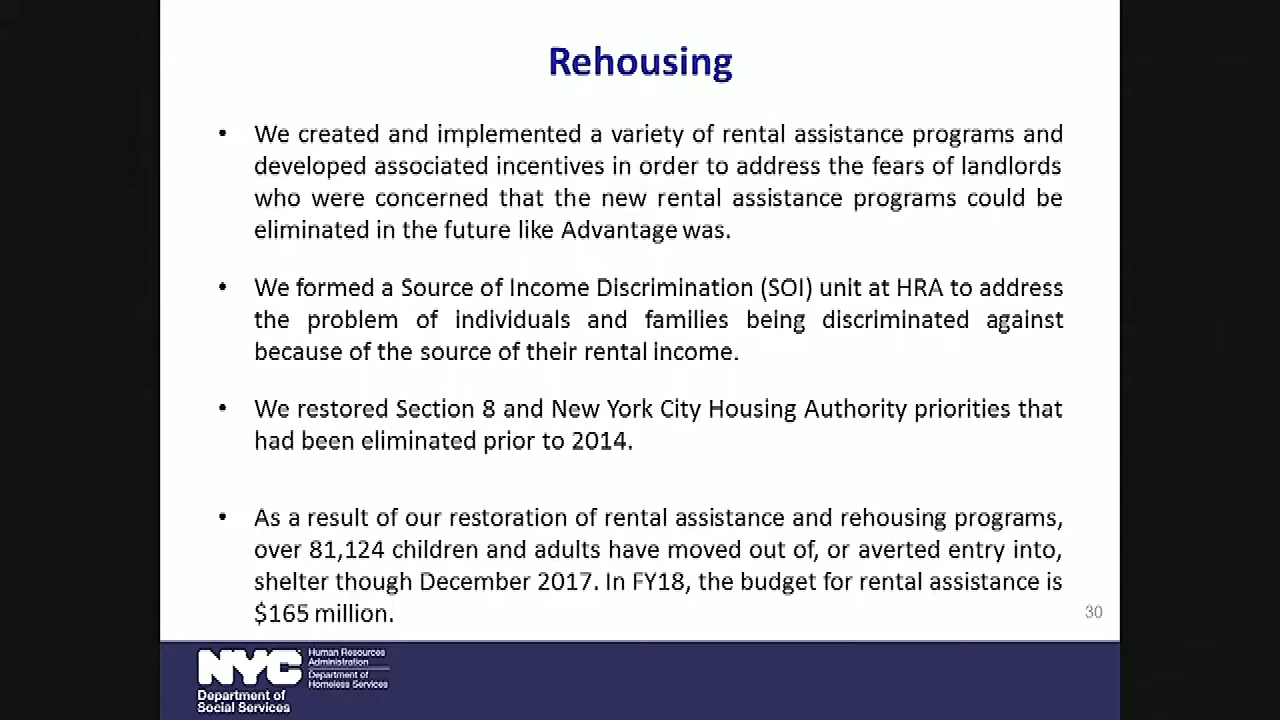 Rehousing
• We created and implemented a variety of rental assistance programs and
developed associated incentives in order to address the fears of landlords
who were concerned that the new rental assistance programs could be
eliminated in the future like Advantage was.
• We formed a Source of Income Discrimination (SOI) unit at HRA to address
the problem of individuals and families being discriminated against
because of the source of their rental income.
• We restored Section 8 and New York City Housing Authority priorities that
had been eliminated prior to 2014.
• As a result of our restoration of rental assistance and rehousing programs,
over 81,124 children and adults have moved out of, or averted entry into,
shelter though December 2017. In FY18, the budget for rental assistance is
$165 million.
30
NYC
Department of
Social Services
Human Resources
Administration
Department of
Homeless Services